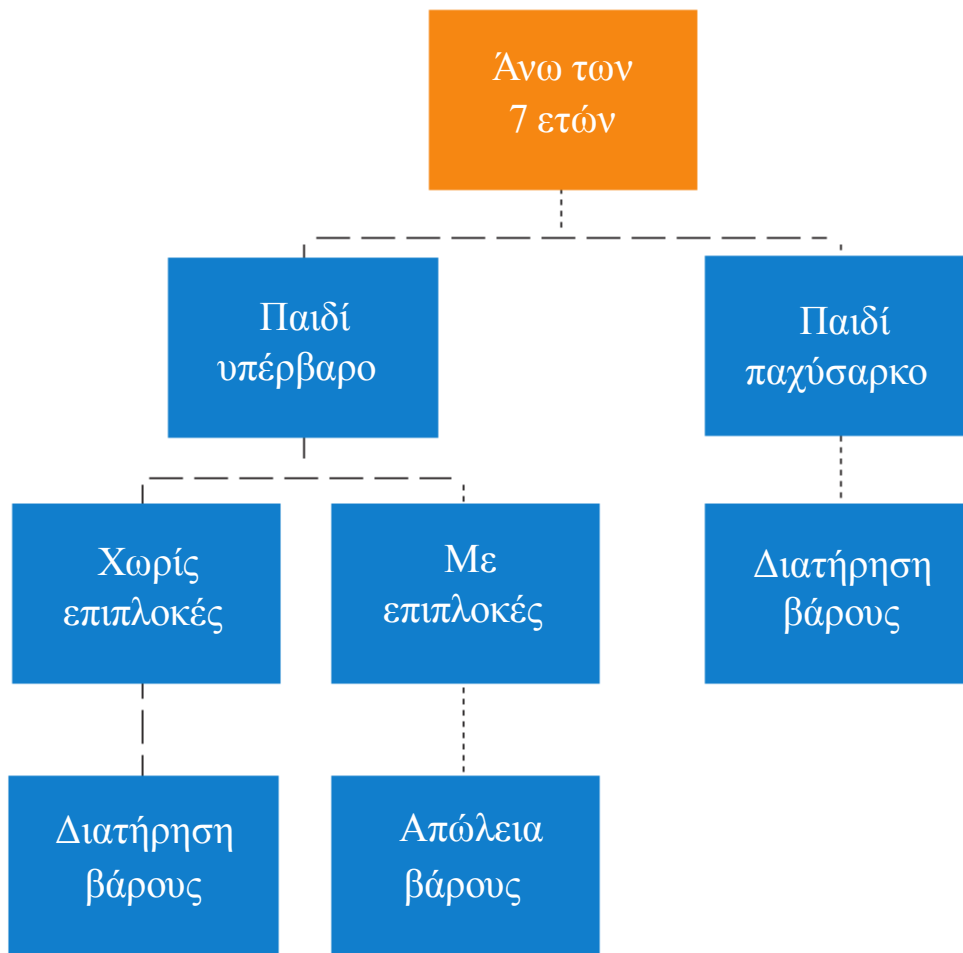 Άνω των
7 ετών
Παιδί
υπέρβαρο
Παιδί
παχύσαρκο
Χωρίς
επιπλοκές
Με
επιπλοκές
Διατήρηση
βάρους
Διατήρηση
βάρους
Απώλεια
βάρους